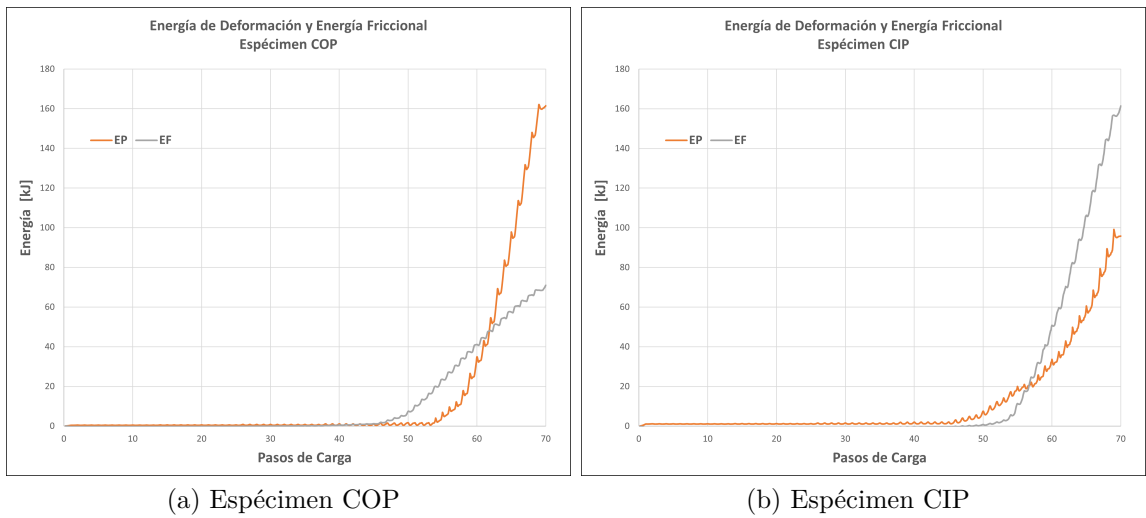 Energía de Deformación y Energía Friccional
Espécimen COP
180
160
140
120
100
80
60
40
20
0
Energía [kJ]
EP EF
0 10 20 30 40 50 60 70
Pasos de Carga
(a) Espécimen COP
Energía de Deformación y Energía Friccional
Espécimen CIP
180
160
140
120
100
80
60
40
20
0
Energía [kJ]
EP EF
0 10 20 30 40 50 60 70
Pasos de Carga
(b) Espécimen CIP